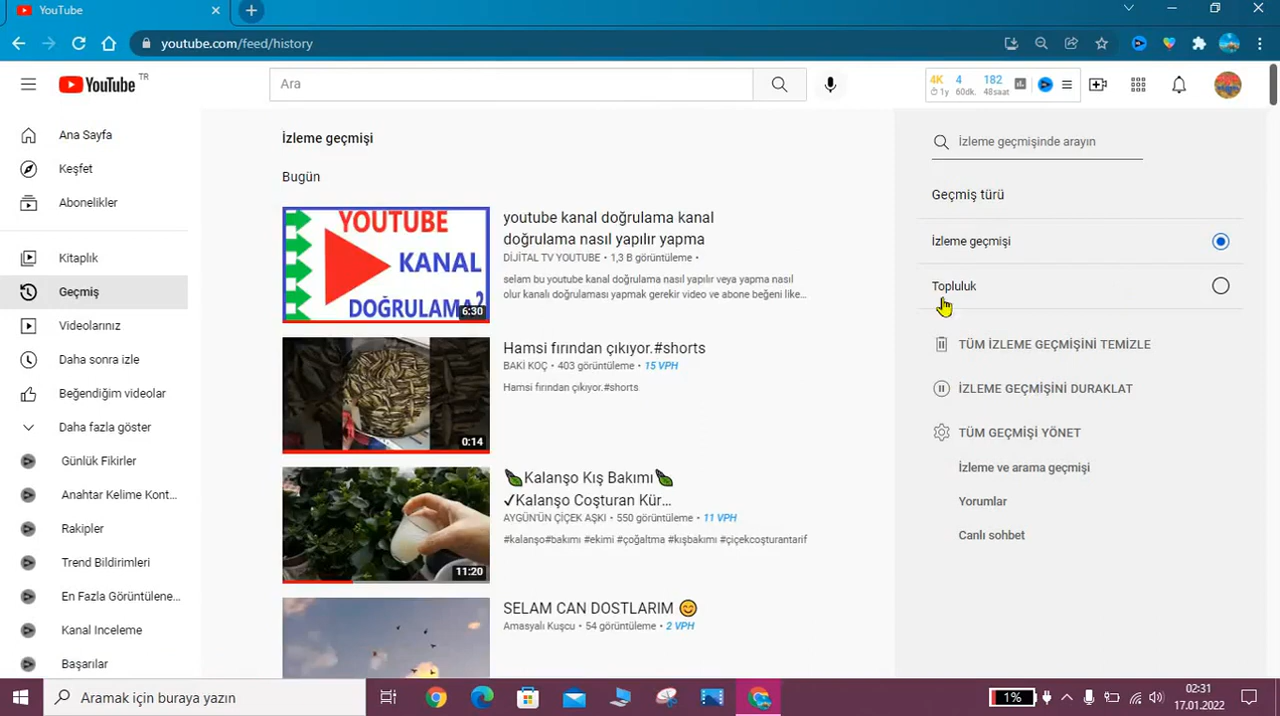 YouTube
youtube.com/feed/history
YouTube TR
Ara
4K 4 182
1y 60dk. 48saat
Ana Sayfa
Keşfet
Abonelikler
Kitaplık
Geçmiş
Videolarınız
Daha sonra izle
Beğendiğim videolar
Daha fazla göster
Günlük Fikirler
Anahtar Kelime Kont...
Rakipler
Trend Bildirimleri
En Fazla Görüntülene...
Kanal Inceleme
Başarılar
İzleme geçmişi
Bugün
YOUTUBE
KANAL
DOĞRULAMA?
6:30
youtube kanal doğrulama kanal
doğrulama nasıl yapılır yapma
DİJİTAL TV YOUTUBE • 1,3 B görüntüleme •
selam bu youtube kanal doğrulama nasıl yapılır veya yapma nasıl
olur kanalı doğrulaması yapmak gerekir video ve abone beğeni like...
0:14
Hamsi fırından çıkıyor.#shorts
BAKİ KOÇ • 403 görüntüleme • 15 VPH
Hamsi fırından çıkıyor.#shorts
11:20
Kalanşo Kış Bakımı
✓Kalanşo Coşturan Kür...
AYGÜN'ÜN ÇİÇEK AŞKI • 550 görüntüleme • 11 VPH
#kalanşo#bakımı #ekimi #çoğaltma #kışbakımı #çiçekcoşturantarif
SELAM CAN DOSTLARIM 😊
Amasyalı Kuşcu • 54 görüntüleme • 2 VPH
İzleme geçmişinde arayın
Geçmiş türü
İzleme geçmişi
Topluluk
TÜM İZLEME GEÇMİŞİNİ TEMİZLE
İZLEME GEÇMİŞİNİ DURAKLAT
TÜM GEÇMİŞİ YÖNET
İzleme ve arama geçmişi
Yorumlar
Canlı sohbet
Aramak için buraya yazın
1%
02:31
17.01.2022